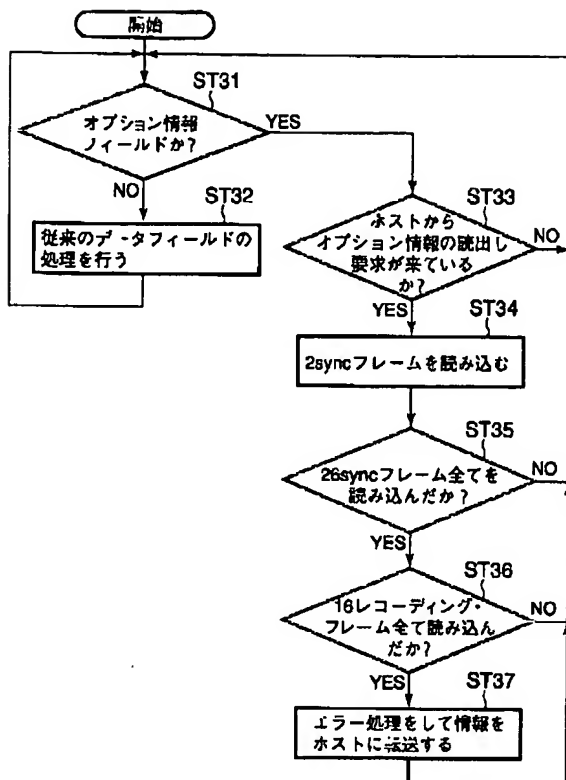 開始
ST31
オプション情報
フィールドか?
YES
NO
ST32
従来のデータフィールドの
処理を行う
ST33
ホストから
オプション情報の読出し
要求が来ている
か?
NO
YES
ST34
2syncフレームを読み込む
ST35
26syncフレーム全てを
読み込んだか?
NO
YES
ST36
16レコーディング・
フレーム全て読み込ん
だか?
NO
YES
ST37
エラー処理をして情報を
ホストに転送する